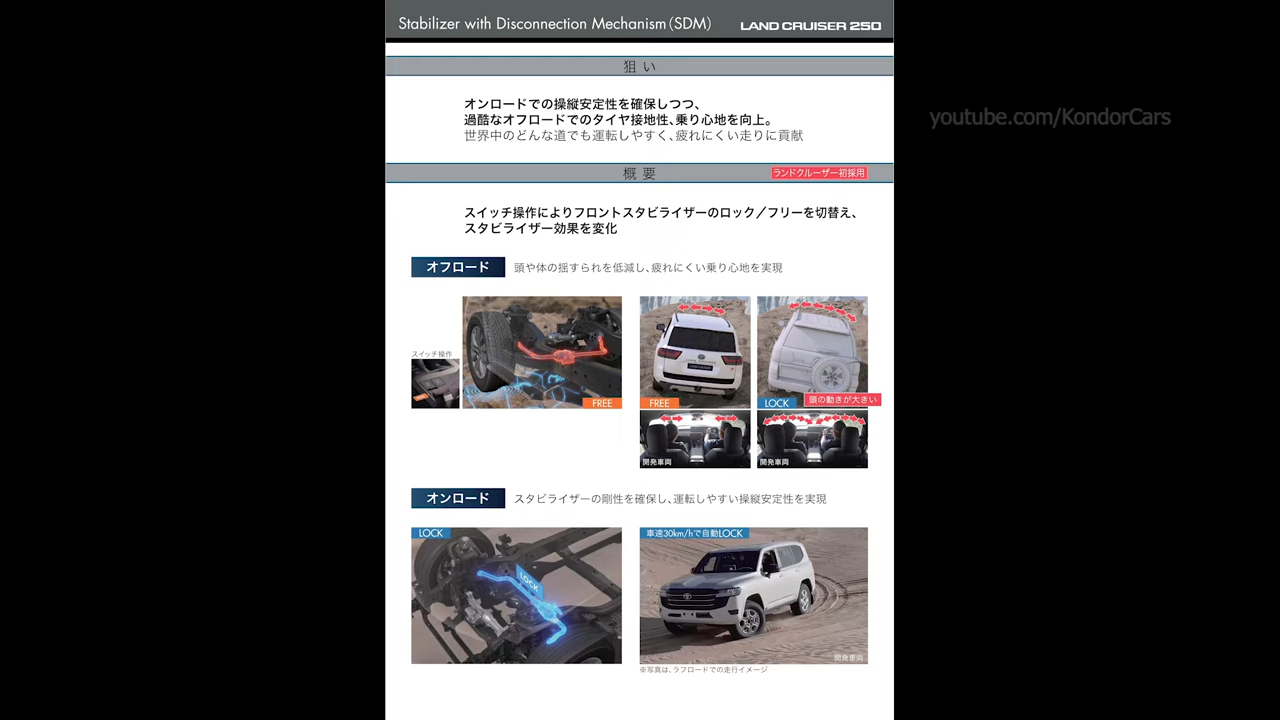 Stabilizer with Disconnection Mechanism(SDM)
LAND CRUISER 250
youtube.com/KondorCars
狙い
オンロードでの操縦安定性を確保しつつ、
過酷なオフロードでのタイヤ接地性、乗り心地を向上。
世界中のどんな道でも運転しやすく、疲れにくい走りに貢献
概要
ランドクルーザー初採用
スイッチ操作によりフロントスタビライザーのロック／フリーを切替え、
スタビライザー効果を変化
オフロード
頭や体の揺すられを低減し、疲れにくい乗り心地を実現
スイッチ操作
FREE
FREE
LOCK
頭の動きが大きい
開発車両
開発車両
オンロード
スタビライザーの剛性を確保し、運転しやすい操縦安定性を実現
LOCK
LOCK
車速30km/hで自動LOCK
開発車両
※写真は、ラフロードでの走行イメージ